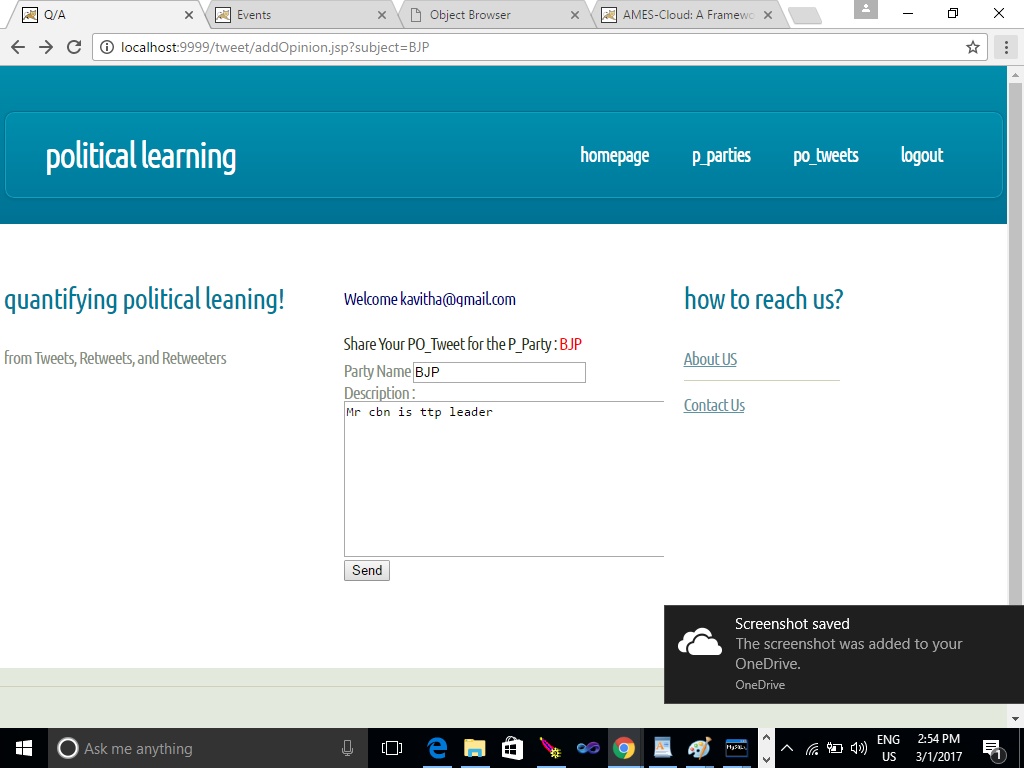 Q/A
Events
Object Browser
AMES-Cloud: A Framewo
localhost:9999/tweet/addOpinion.jsp?subject=BJP
political learning
homepage
p_parties
po_tweets
logout
quantifying political leaning!
from Tweets, Retweets, and Retweeters
Welcome kavitha@gmail.com
Share Your PO_Tweet for the P_Party : BJP
Party Name BJP
Description :
Mr cbn is ttp leader
Send
how to reach us?
About US
Contact Us
Screenshot saved
The screenshot was added to your
OneDrive.
OneDrive
Ask me anything
MySQL
ENG
US
2:54 PM
3/1/2017
1